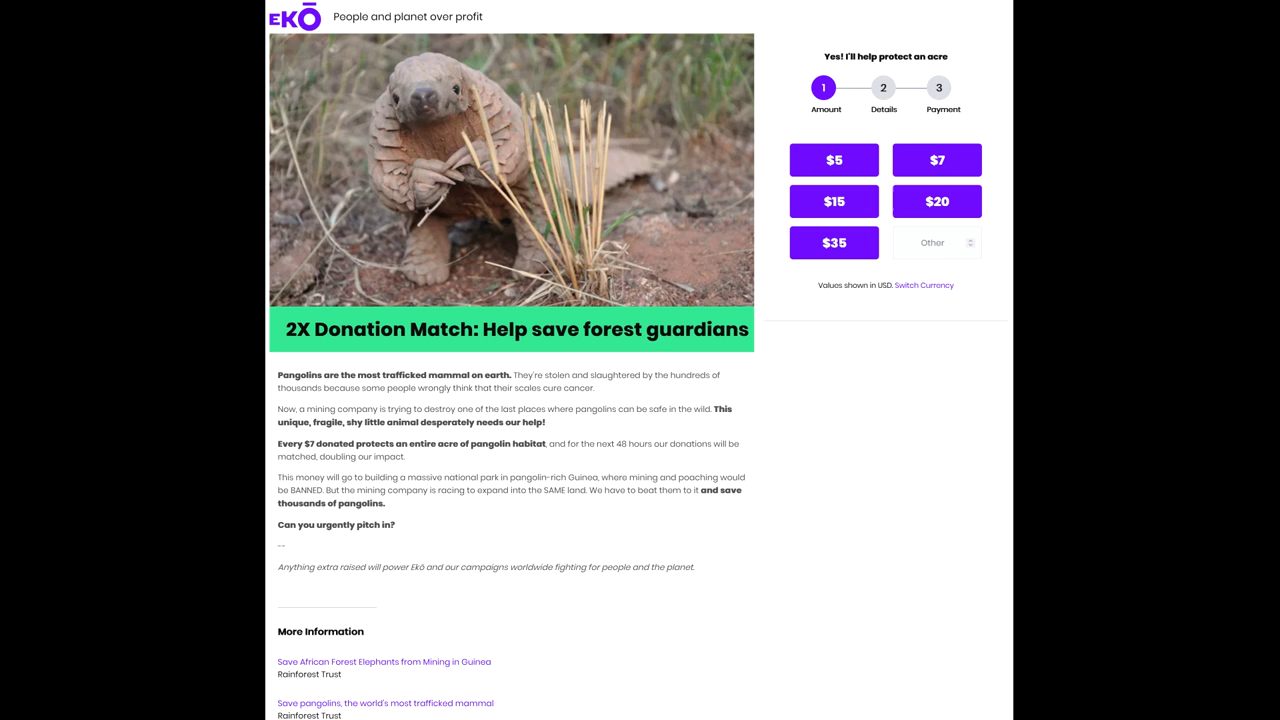 EKŌ People and planet over profit
Yes! I'll help protect an acre
1 2 3
Amount Details Payment
$5 $7
$15 $20
$35 Other
Values shown in USD. Switch Currency
2X Donation Match: Help save forest guardians
Pangolins are the most trafficked mammal on earth. They're stolen and slaughtered by the hundreds of
thousands because some people wrongly think that their scales cure cancer.
Now, a mining company is trying to destroy one of the last places where pangolins can be safe in the wild. This
unique, fragile, shy little animal desperately needs our help!
Every $7 donated protects an entire acre of pangolin habitat, and for the next 48 hours our donations will be
matched, doubling our impact.
This money will go to building a massive national park in pangolin-rich Guinea, where mining and poaching would
be BANNED. But the mining company is racing to expand into the SAME land. We have to beat them to it and save
thousands of pangolins.
Can you urgently pitch in?
--
Anything extra raised will power Ekō and our campaigns worldwide fighting for people and the planet.
More Information
Save African Forest Elephants from Mining in Guinea
Rainforest Trust
Save pangolins, the world's most trafficked mammal
Rainforest Trust